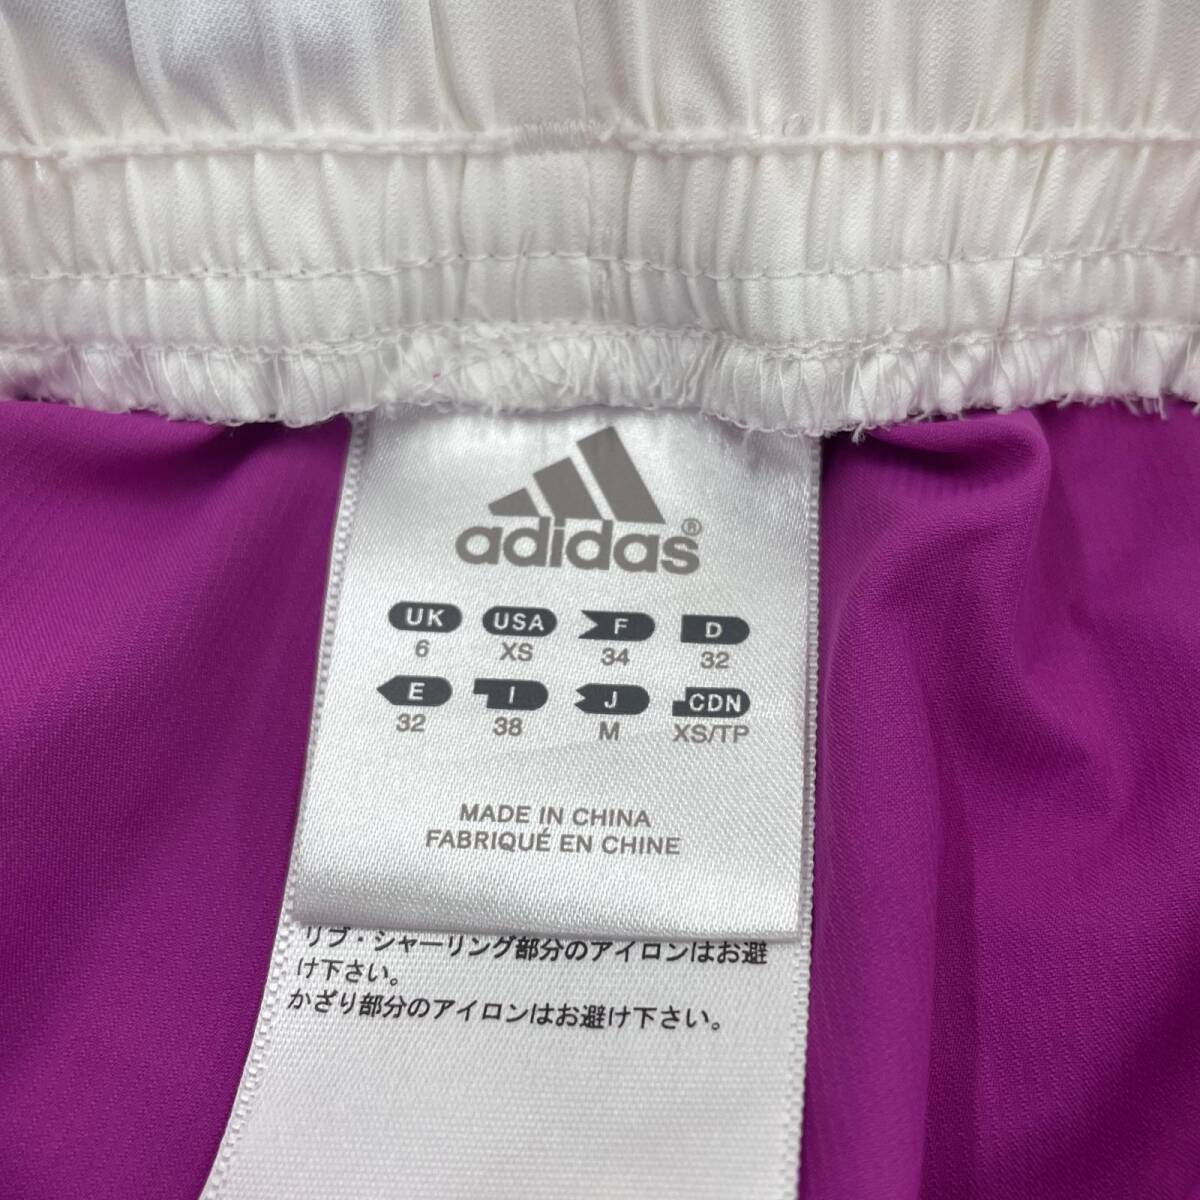 adidas®
UK USA F D
6 XS 34 32
E I J CDN
32 38 M XS/TP
MADE IN CHINA
FABRIQUÉ EN CHINE
リブ・シャーリング部分のアイロンはお避
け下さい。
かざり部分のアイロンはお避け下さい。